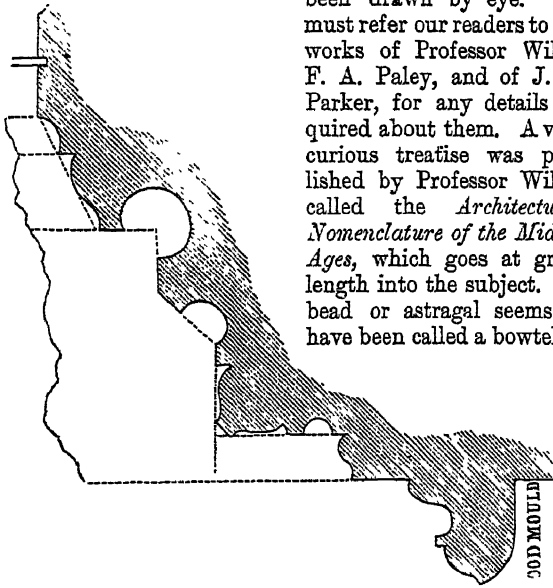 been drawn by eye.
must refer our readers to
works of Professor Wil
F. A. Paley, and of J.
Parker, for any details
quired about them. A v
curious treatise was p
lished by Professor Wil
called the Architectu
Nomenclature of the Mid
Ages, which goes at gr
length into the subject.
bead or astragal seems
have been called a bowtel
OOD MOULD